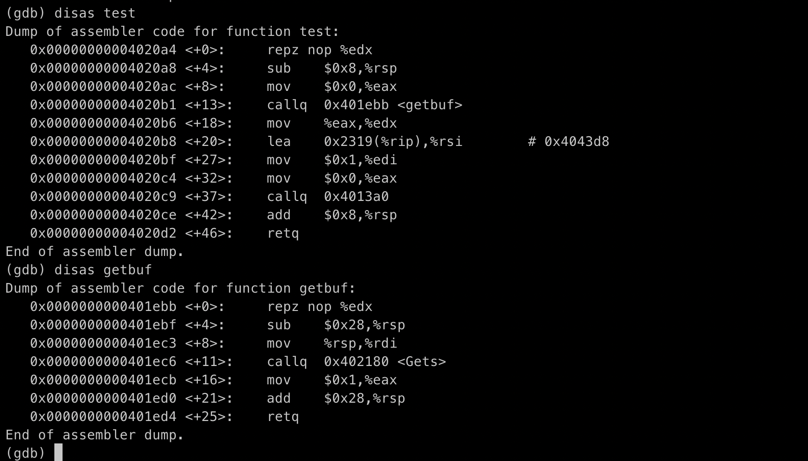 (gdb) disas test
Dump of assembler code for function test:
   0x00000000004020a4 <+0>:     repz nop %edx
   0x00000000004020a8 <+4>:     sub    $0x8,%rsp
   0x00000000004020ac <+8>:     mov    $0x0,%eax
   0x00000000004020b1 <+13>:    callq  0x401ebb <getbuf>
   0x00000000004020b6 <+18>:    mov    %eax,%edx
   0x00000000004020b8 <+20>:    lea    0x2319(%rip),%rsi        # 0x4043d8
   0x00000000004020bf <+27>:    mov    $0x1,%edi
   0x00000000004020c4 <+32>:    mov    $0x0,%eax
   0x00000000004020c9 <+37>:    callq  0x4013a0
   0x00000000004020ce <+42>:    add    $0x8,%rsp
   0x00000000004020d2 <+46>:    retq
End of assembler dump.
(gdb) disas getbuf
Dump of assembler code for function getbuf:
   0x0000000000401ebb <+0>:     repz nop %edx
   0x0000000000401ebf <+4>:     sub    $0x28,%rsp
   0x0000000000401ec3 <+8>:     mov    %rsp,%rdi
   0x0000000000401ec6 <+11>:    callq  0x402180 <Gets>
   0x0000000000401ecb <+16>:    mov    $0x1,%eax
   0x0000000000401ed0 <+21>:    add    $0x28,%rsp
   0x0000000000401ed4 <+25>:    retq
End of assembler dump.
(gdb)